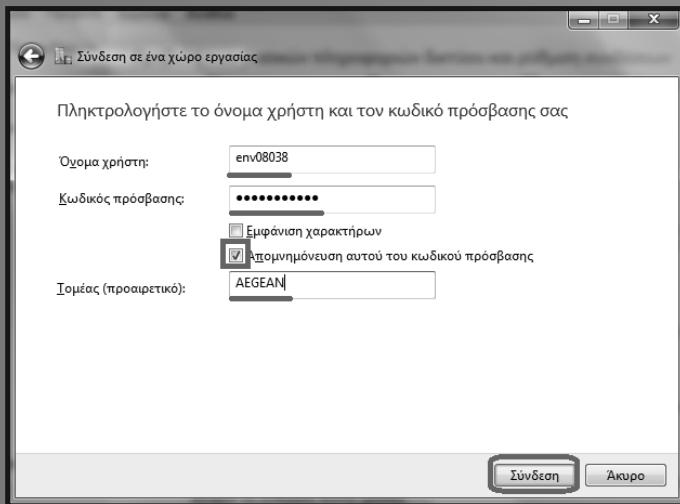 Σύνδεση σε ένα χώρο εργασίας
Πληκτρολογήστε το όνομα χρήστη και τον κωδικό πρόσβασης σας
Όνομα χρήστη: env08038
Κωδικός πρόσβασης: ●●●●●●●●●●●
Εμφάνιση χαρακτήρων
Απομνημόνευση αυτού του κωδικού πρόσβασης
Τομέας (προαιρετικό): AEGEAN
Σύνδεση Άκυρο